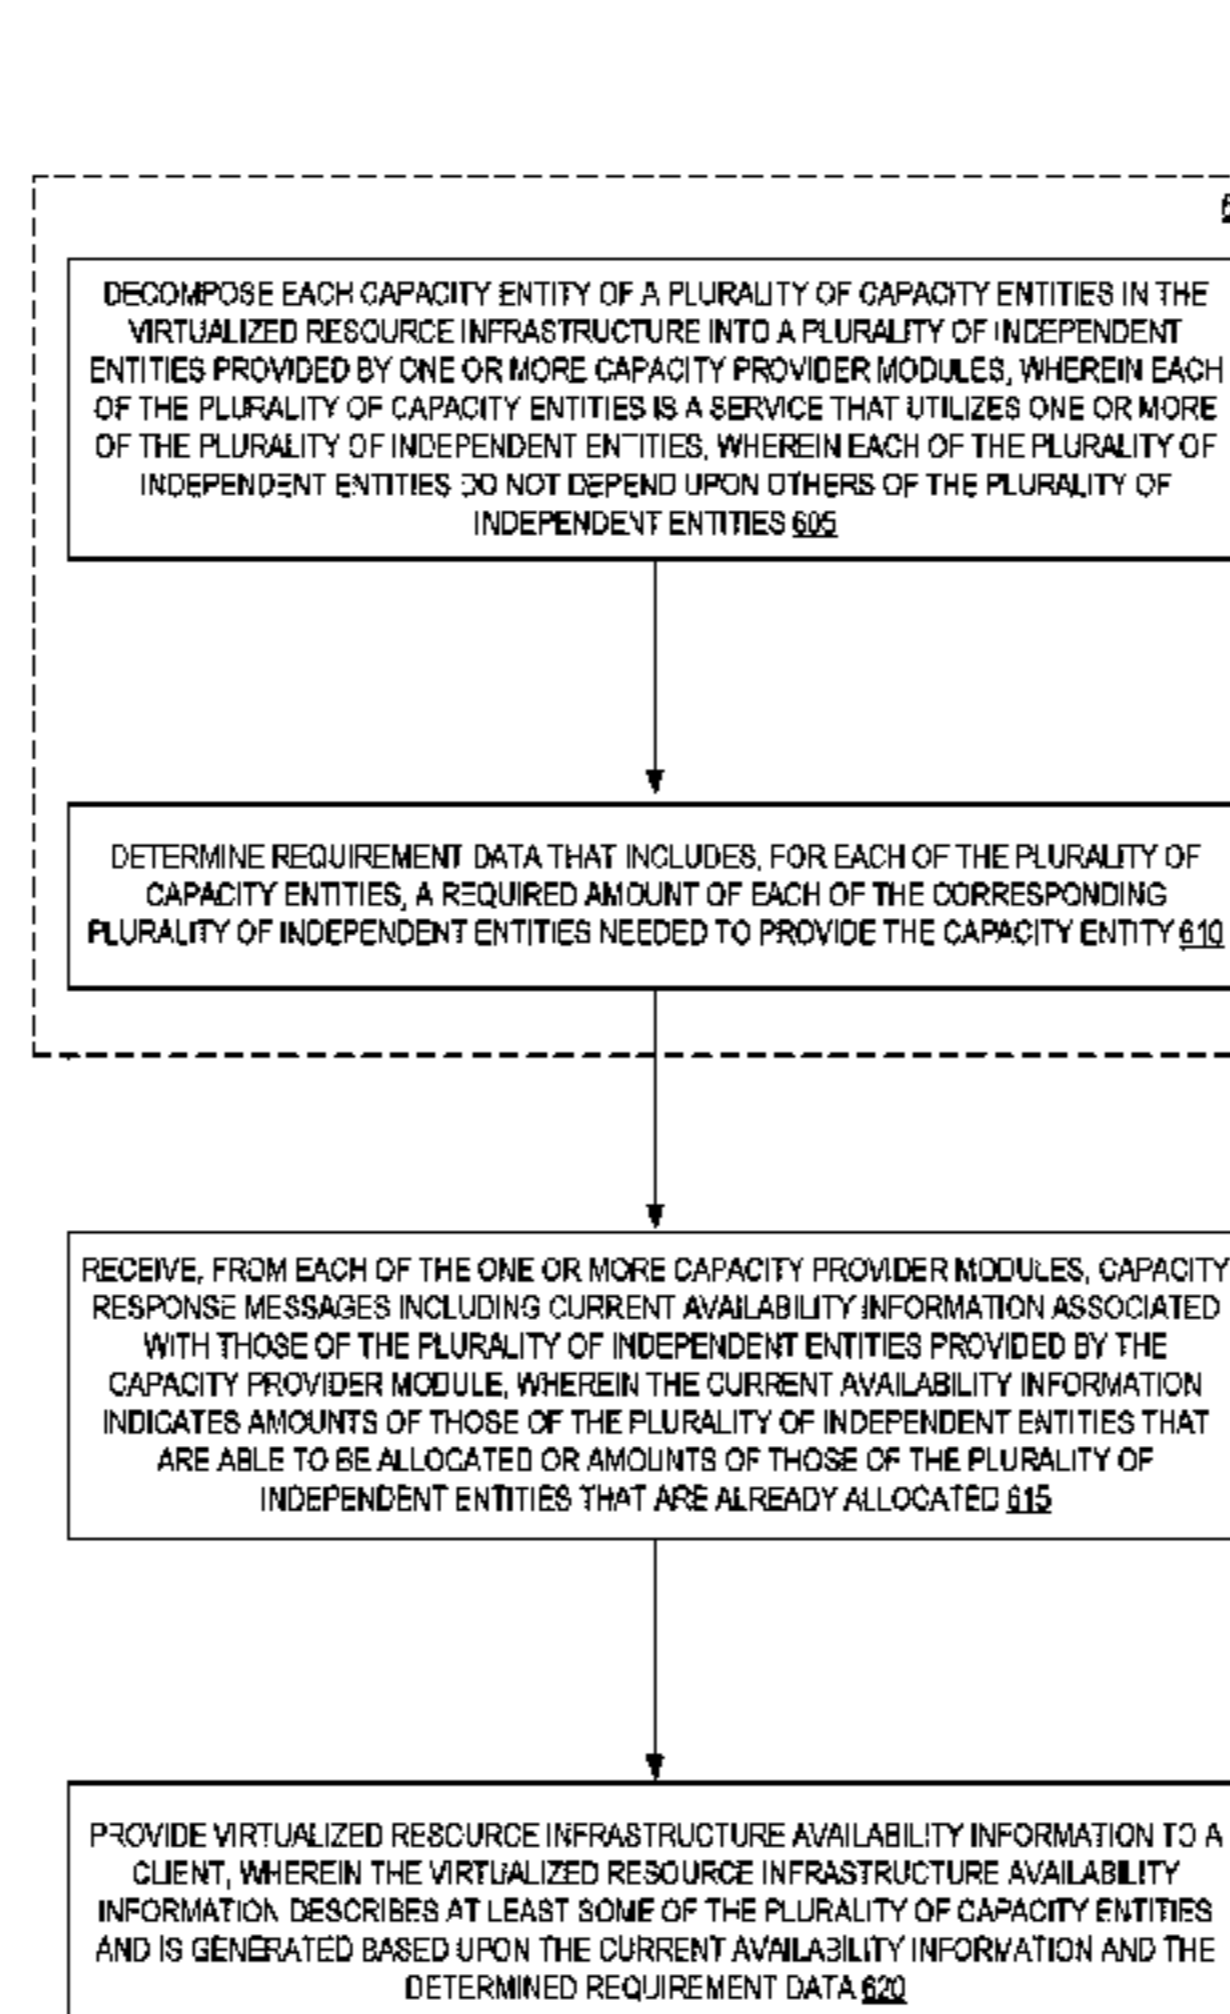 DECOMPOSE EACH CAPACITY ENTITY OF A PLURALITY OF CAPACITY ENTITIES IN THE
VIRTUALIZED RESOURCE INFRASTRUCTURE INTO A PLURALITY OF INDEPENDENT
ENTITIES PROVIDED BY ONE OR MORE CAPACITY PROVIDER MODULES, WHEREIN EACH
OF THE PLURALITY OF CAPACITY ENTITIES IS A SERVICE THAT UTILIZES ONE OR MORE
OF THE PLURALITY OF INDEPENDENT ENTITIES, WHEREIN EACH OF THE PLURALITY OF
INDEPENDENT ENTITIES DO NOT DEPEND UPON OTHERS OF THE PLURALITY OF
INDEPENDENT ENTITIES 605
DETERMINE REQUIREMENT DATA THAT INCLUDES, FOR EACH OF THE PLURALITY OF
CAPACITY ENTITIES, A REQUIRED AMOUNT OF EACH OF THE CORRESPONDING
PLURALITY OF INDEPENDENT ENTITIES NEEDED TO PROVIDE THE CAPACITY ENTITY 610
RECEIVE, FROM EACH OF THE ONE OR MORE CAPACITY PROVIDER MODULES, CAPACITY
RESPONSE MESSAGES INCLUDING CURRENT AVAILABILITY INFORMATION ASSOCIATED
WITH THOSE OF THE PLURALITY OF INDEPENDENT ENTITIES PROVIDED BY THE
CAPACITY PROVIDER MODULE, WHEREIN THE CURRENT AVAILABILITY INFORMATION
INDICATES AMOUNTS OF THOSE OF THE PLURALITY OF INDEPENDENT ENTITIES THAT
ARE ABLE TO BE ALLOCATED OR AMOUNTS OF THOSE OF THE PLURALITY OF
INDEPENDENT ENTITIES THAT ARE ALREADY ALLOCATED 615
PROVIDE VIRTUALIZED RESOURCE INFRASTRUCTURE AVAILABILITY INFORMATION TO A
CLIENT, WHEREIN THE VIRTUALIZED RESOURCE INFRASTRUCTURE AVAILABILITY
INFORMATION DESCRIBES AT LEAST SOME OF THE PLURALITY OF CAPACITY ENTITIES
AND IS GENERATED BASED UPON THE CURRENT AVAILABILITY INFORMATION AND THE
DETERMINED REQUIREMENT DATA 620